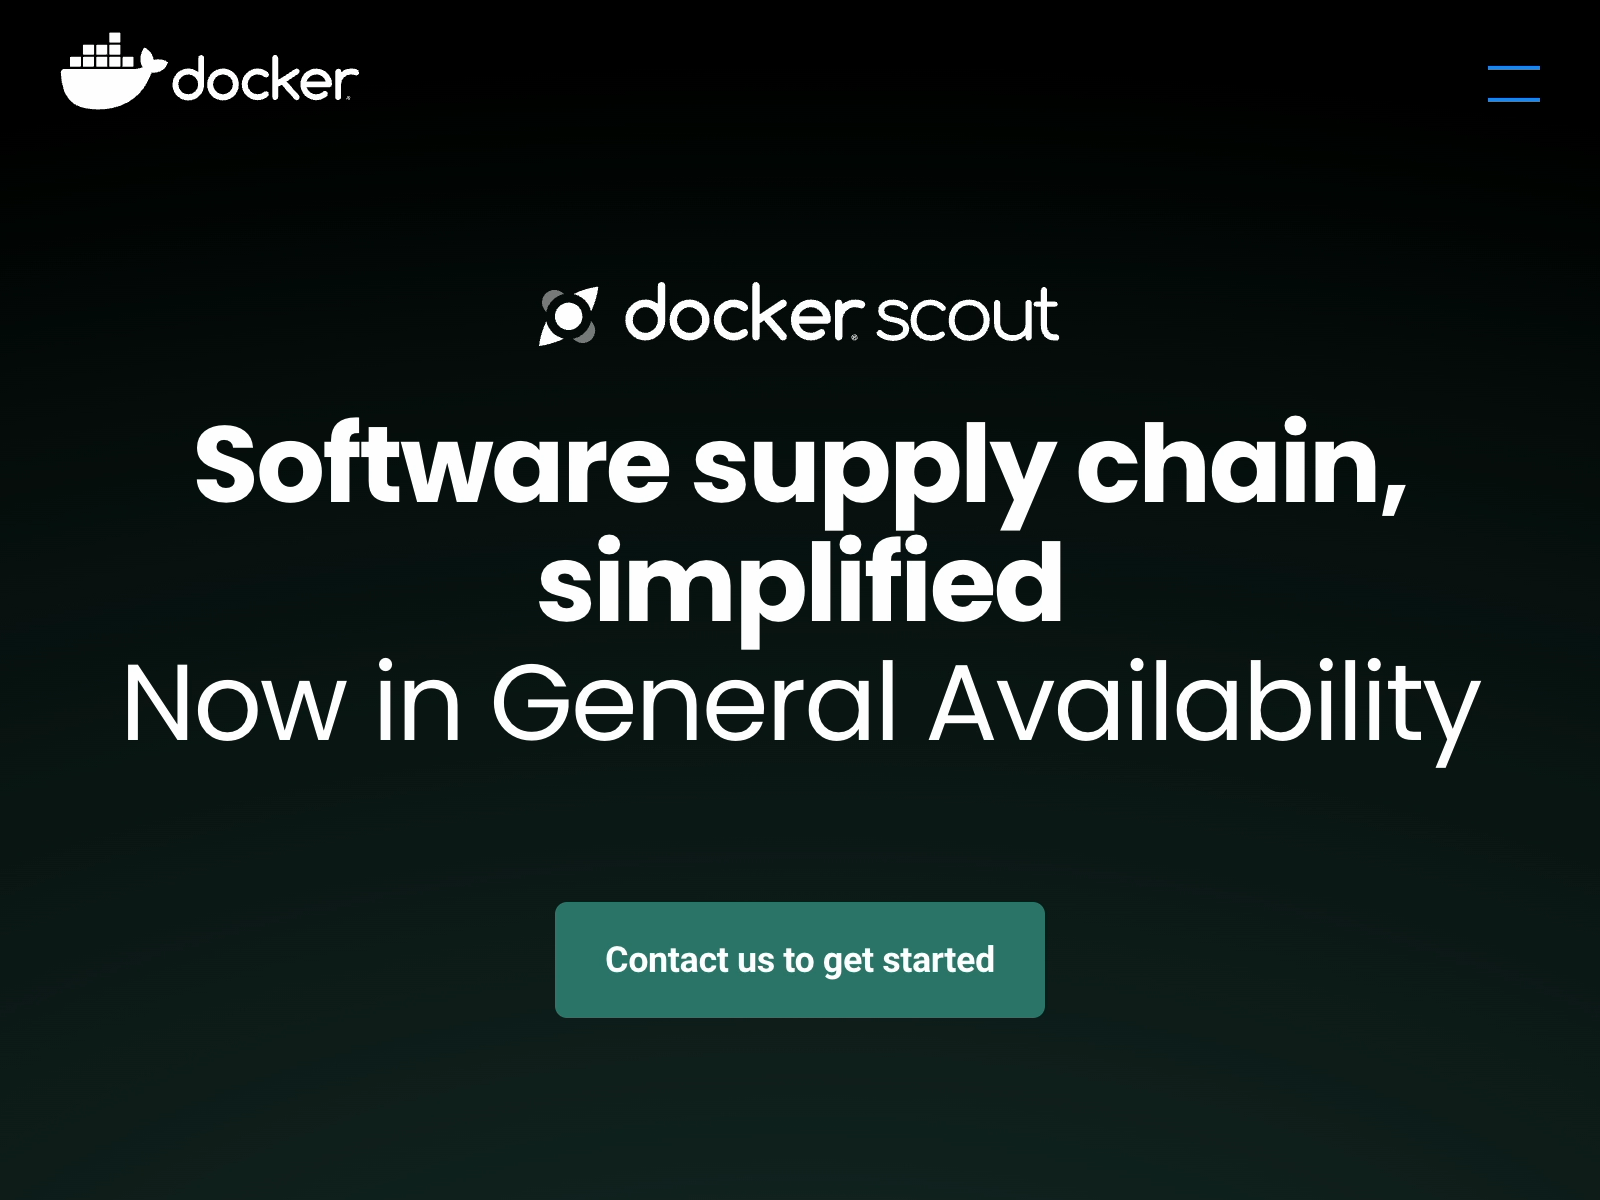 docker
docker scout
Software supply chain,
simplified
Now in General Availability
Contact us to get started